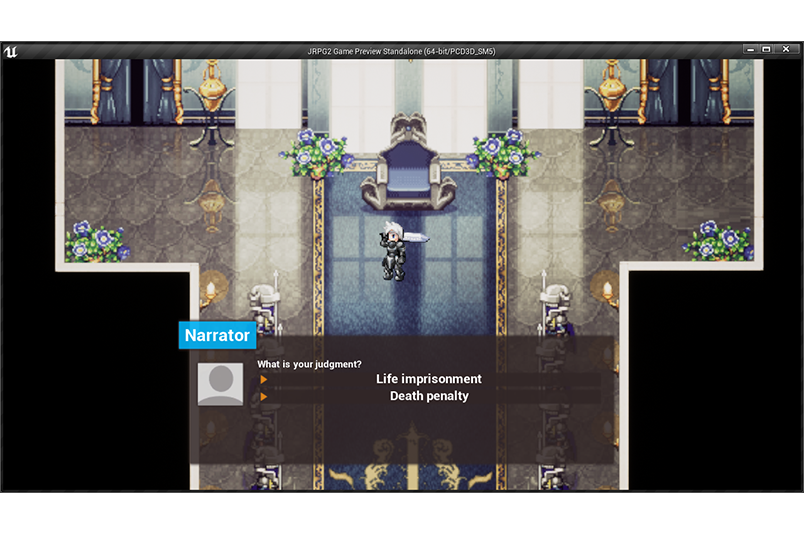 JRPG2 Game Preview Standalone (64-bit/PCD3D_SM5)
Narrator
What is your judgment?
Life imprisonment
Death penalty